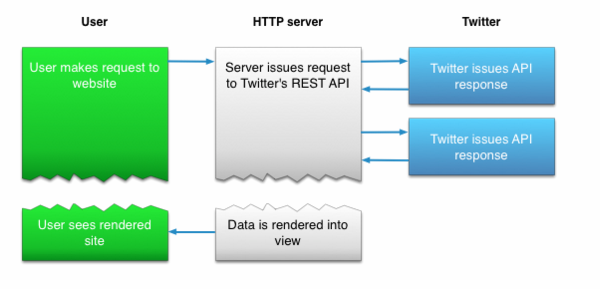 User
HTTP server
Twitter
User makes request to
website
Server issues request
to Twitter's REST API
Twitter issues API
response
Twitter issues API
response
User sees rendered
site
Data is rendered into
view